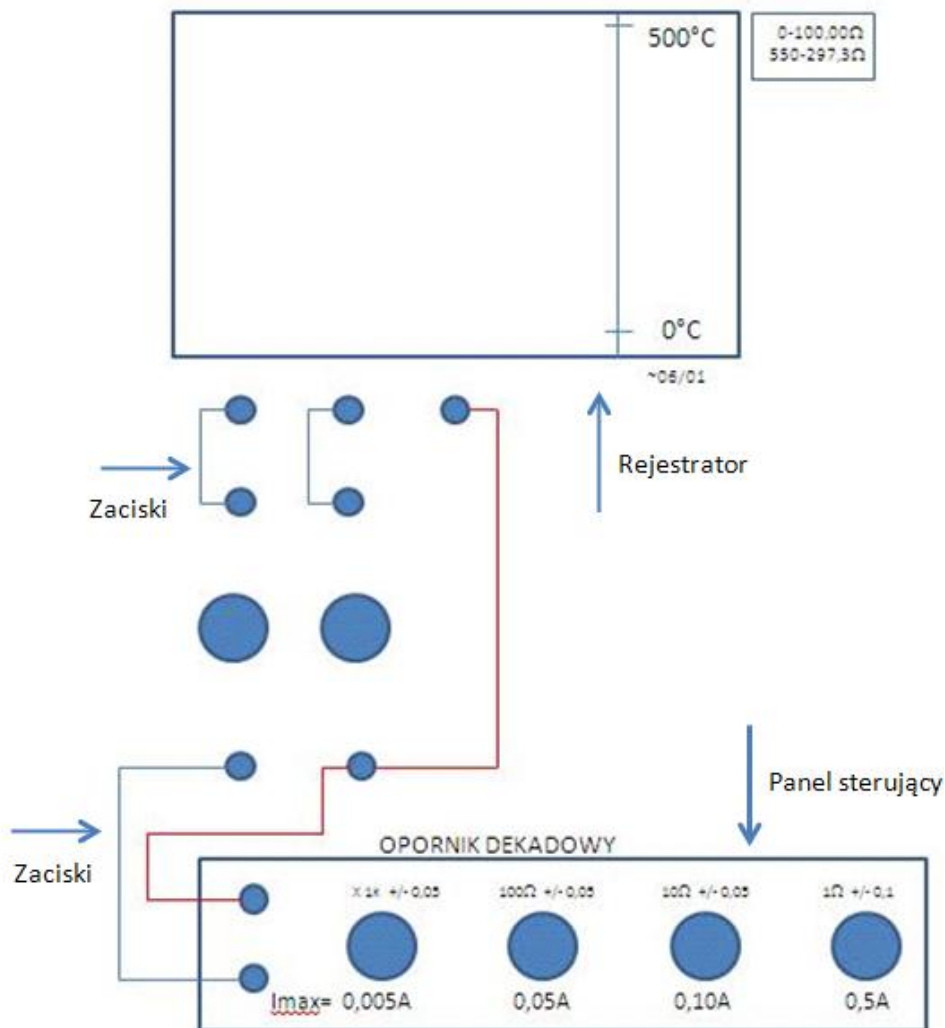 500°C
0-100,00Ω
550-297,3Ω
0°C
~06/01
Rejestrator
Zaciski
Panel sterujący
Zaciski
OPORNIK DEKADOWY
X 1k +/- 0,05 100Ω +/- 0,05 10Ω +/- 0,05 1Ω +/- 0,1
Imax= 0,005A 0,05A 0,10A 0,5A